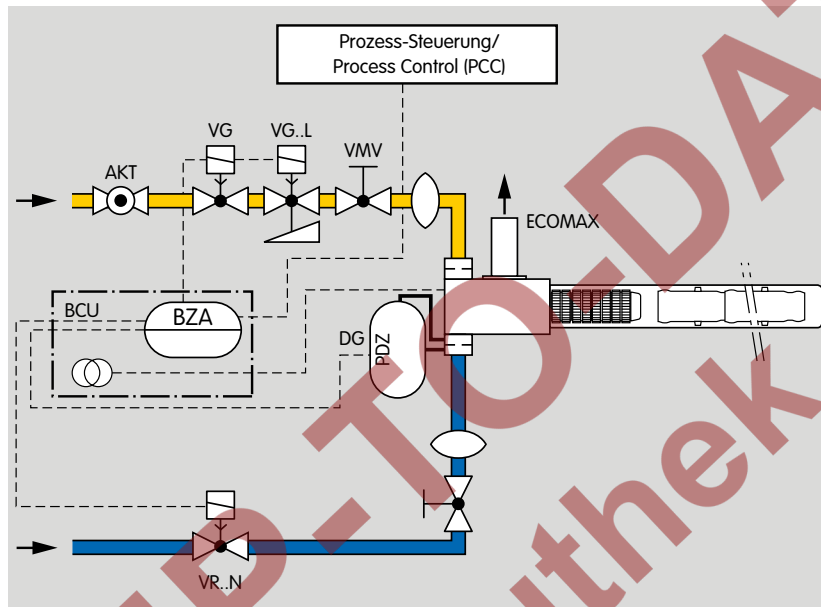 Prozess-Steuerung/
Process Control (PCC)
VG
VG..L
VMV
AKT
ECOMAX
BCU
BZA
DG
PDZ
VR..N